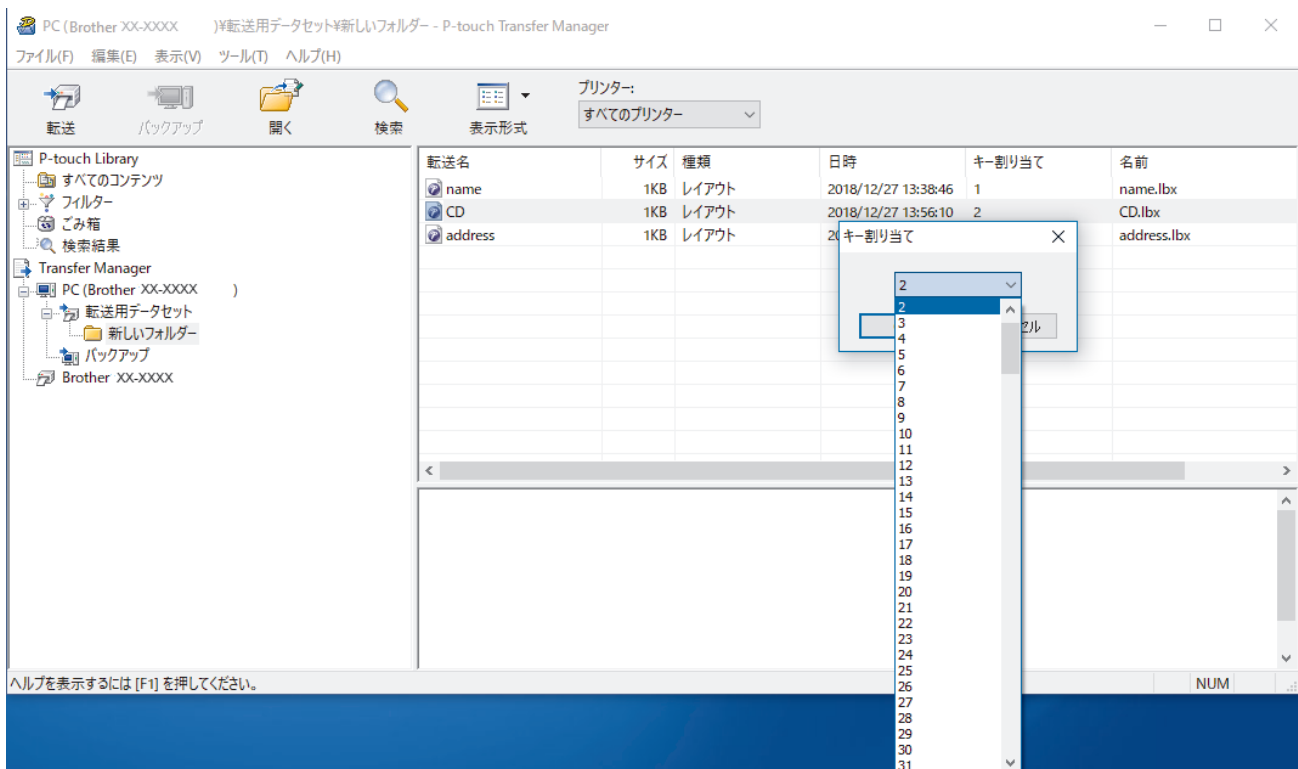 PC (Brother XX-XXXX )¥転送用データセット¥新しいフォルダー - P-touch Transfer Manager
ファイル(F) 編集(E) 表示(V) ツール(T) ヘルプ(H)
転送 バックアップ 開く 検索 表示形式
プリンター:
すべてのプリンター
P-touch Library
すべてのコンテンツ
フィルター
ごみ箱
検索結果
Transfer Manager
PC (Brother XX-XXXX )
転送用データセット
新しいフォルダー
バックアップ
Brother XX-XXXX
転送名 サイズ 種類 日時 キー割り当て 名前
name 1KB レイアウト 2018/12/27 13:38:46 1 name.lbx
CD 1KB レイアウト 2018/12/27 13:56:10 2 CD.lbx
address 1KB レイアウト address.lbx
キー割り当て
2
2
3
4
5
6
7
8
9
10
11
12
13
14
15
16
17
18
19
20
21
22
23
24
25
26
27
28
29
30
31
ヘルプを表示するには [F1] を押してください。
NUM